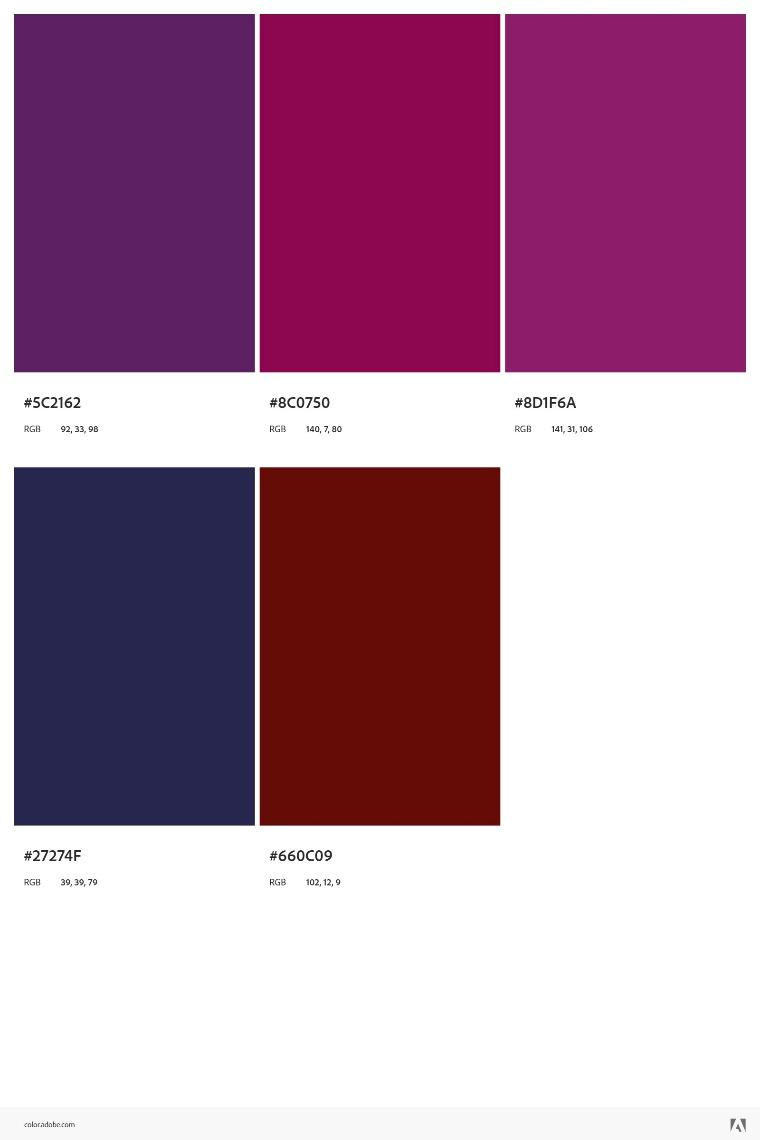 #5C2162 #8C0750 #8D1F6A
RGB 92, 33, 98 RGB 140, 7, 80 RGB 141, 31, 106
#27274F #660C09
RGB 39, 39, 79 RGB 102, 12, 9
color.adobe.com